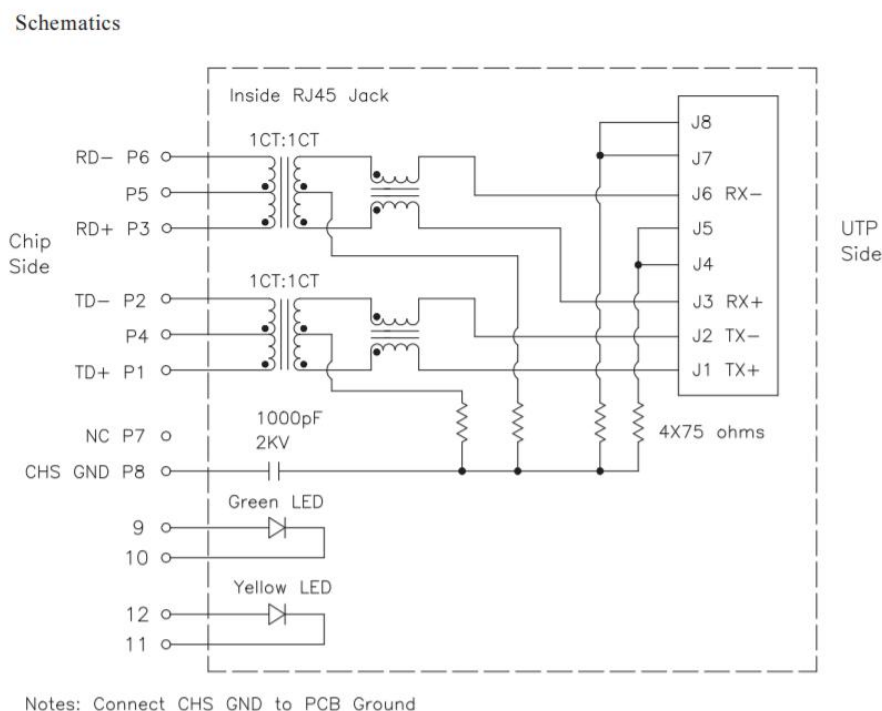 Schematics
Inside RJ45 Jack
1CT:1CT
RD- P6
P5
RD+ P3
Chip
Side
1CT:1CT
TD- P2
P4
TD+ P1
1000pF
2KV
NC P7
CHS GND P8
Green LED
9
10
Yellow LED
12
11
J8
J7
J6 RX-
J5
J4
J3 RX+
J2 TX-
J1 TX+
UTP
Side
4X75 ohms
Notes: Connect CHS GND to PCB Ground